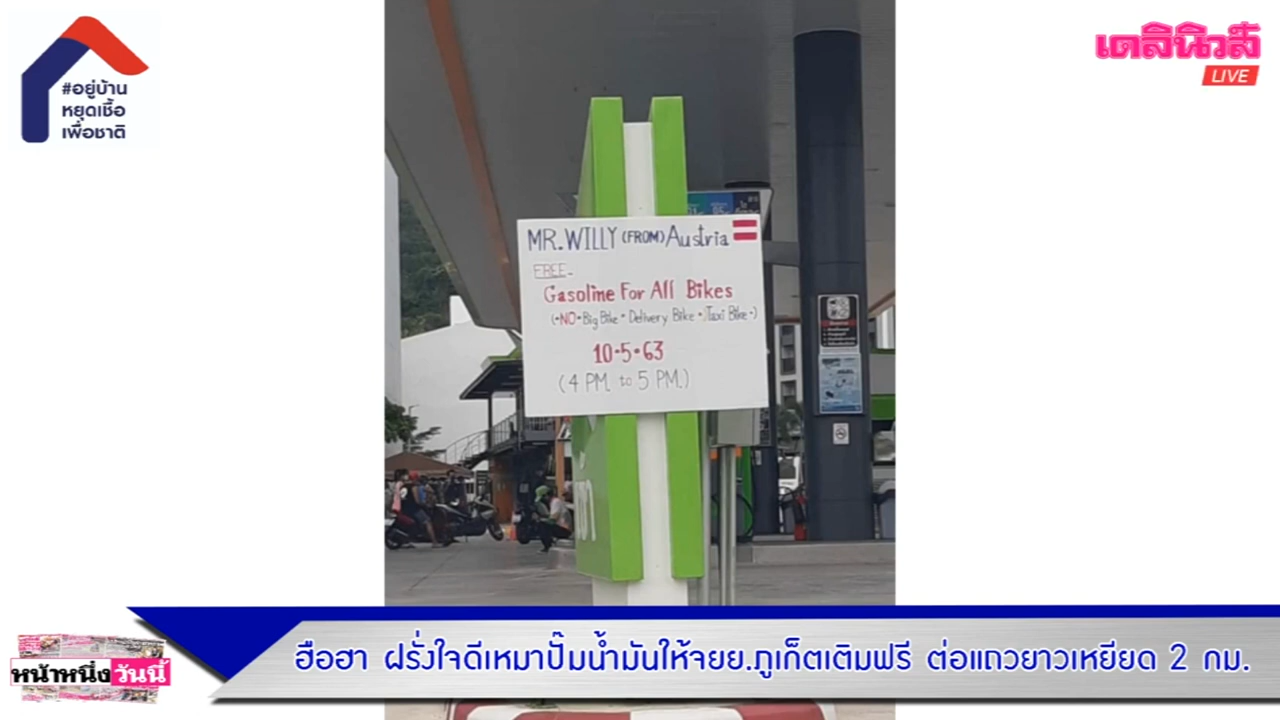 #อยู่บ้าน
หยุดเชื้อ
เพื่อชาติ
เดลินิวส์
LIVE
MR.WILLY (FROM) Austria
FREE-
Gasoline For All Bikes
(•NO•Big Bike • Delivery Bike • Taxi Bike•)
10•5•63
(4 PM. to 5 PM.)
หน้าหนึ่งวันนี้
ฮือฮา ฝรั่งใจดีเหมาปั๊มน้ำมันให้จยย.ภูเก็ตเติมฟรี ต่อแถวยาวเหยียด 2 กม.